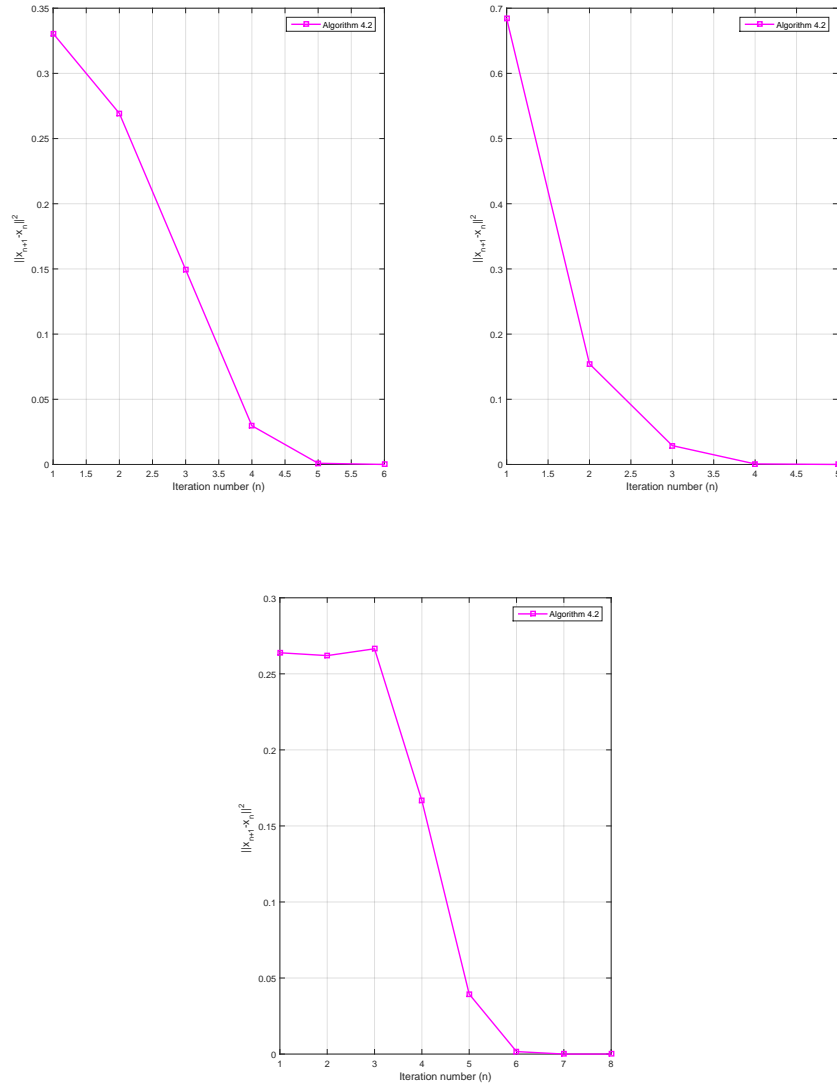 0.35
Algorithm 4.2
0.3
0.25
0.2
0.15
0.1
0.05
0
||x_{n+1}-x_n||^2
1 1.5 2 2.5 3 3.5 4 4.5 5 5.5 6
Iteration number (n)
0.7
Algorithm 4.2
0.6
0.5
0.4
0.3
0.2
0.1
0
||x_{n+1}-x_n||^2
1 1.5 2 2.5 3 3.5 4 4.5 5
Iteration number (n)
0.3
Algorithm 4.2
0.25
0.2
0.15
0.1
0.05
0
||x_{n+1}-x_n||^2
1 2 3 4 5 6 7 8
Iteration number (n)